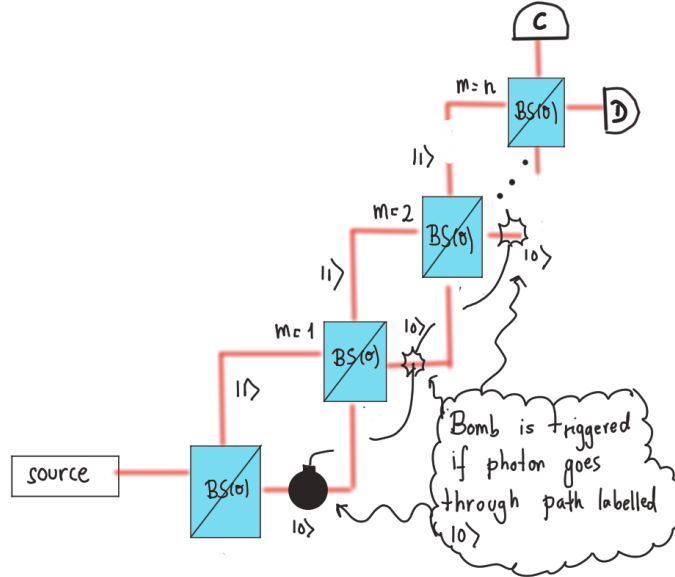 C
m=n
BS(θ)
D
|1⟩
m=2
BS(θ)
|0⟩
|1⟩
m=1
|0⟩
BS(θ)
|1⟩
source
BS(θ)
|0⟩
Bomb is triggered
if photon goes
through path labelled
|0⟩